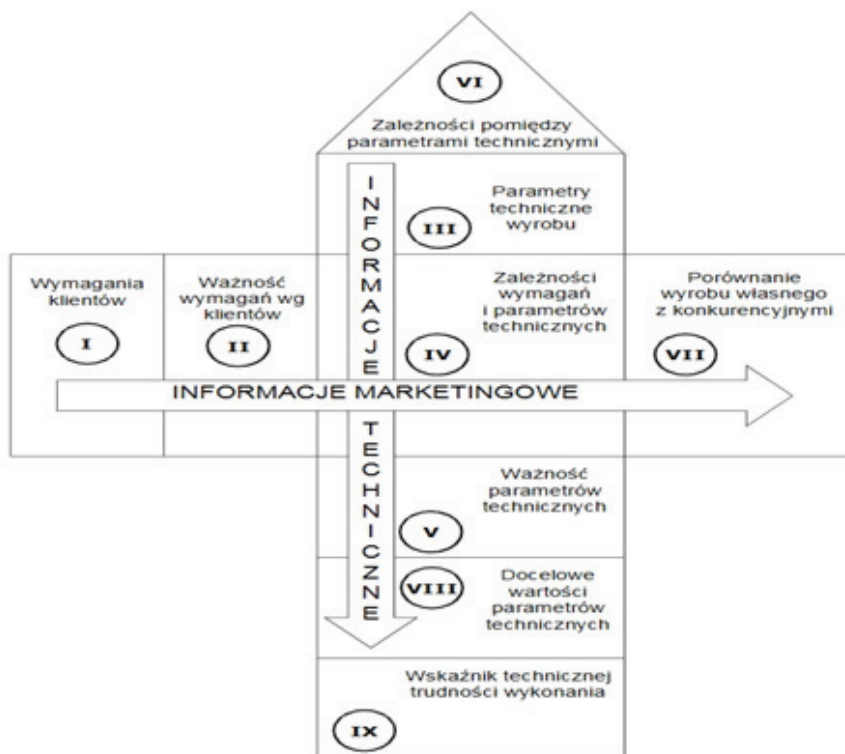 VI
Zależności pomiędzy
parametrami technicznymi
INFORMACJE TECHNICZNE
Parametry
techniczne
wyrobu
III
Wymagania
klientów
I
Ważność
wymagań wg
klientów
II
Zależności
wymagań
i parametrów
technicznych
IV
Porównanie
wyrobu własnego
z konkurencyjnymi
VII
INFORMACJE MARKETINGOWE
Ważność
parametrów
technicznych
V
VIII
Docelowe
wartości
parametrów
technicznych
Wskaźnik technicznej
trudności wykonania
IX